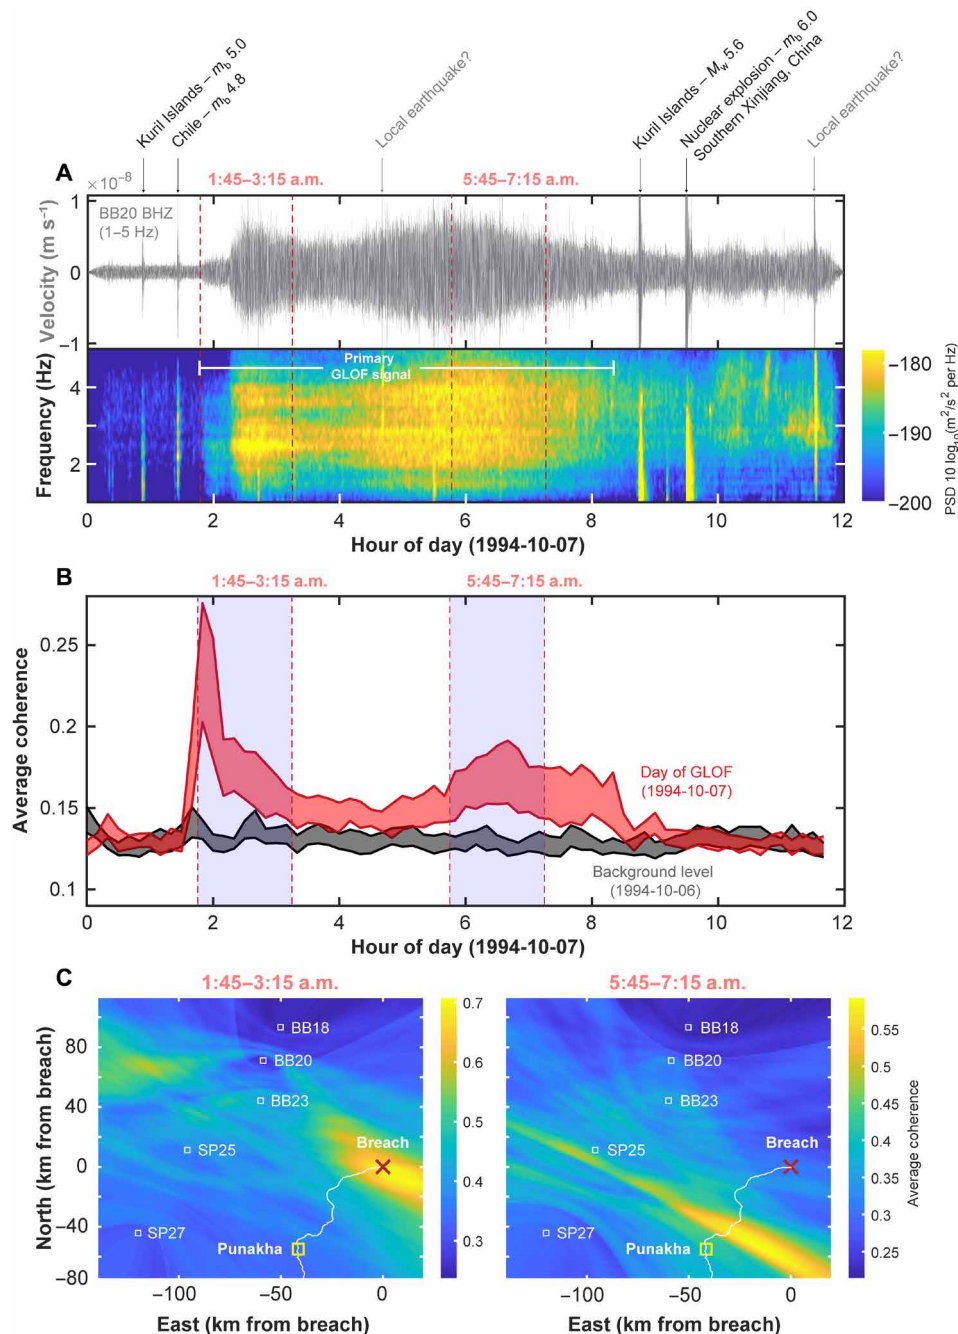 Kuril Islands – mb 5.0
Chile – mb 4.8
Local earthquake?
Kuril Islands – Mw 5.6
Nuclear explosion – mb 6.0
Southern Xinjiang, China
Local earthquake?
A
×10⁻⁸
1:45–3:15 a.m.
5:45–7:15 a.m.
1
BB20 BHZ
(1–5 Hz)
0
−1
Velocity (m s⁻¹)
Primary
GLOF signal
4
2
Frequency (Hz)
−180
−190
−200
PSD 10 log₁₀(m²/s² per Hz)
0 2 4 6 8 10 12
Hour of day (1994-10-07)
B
1:45–3:15 a.m.
5:45–7:15 a.m.
0.25
0.2
0.15
0.1
Average coherence
Day of GLOF
(1994-10-07)
Background level
(1994-10-06)
0 2 4 6 8 10 12
Hour of day (1994-10-07)
C
1:45–3:15 a.m.
5:45–7:15 a.m.
80
40
0
−40
−80
North (km from breach)
BB18
BB20
BB23
SP25
SP27
Breach
Punakha
0.7
0.6
0.5
0.4
0.3
−100 −50 0
East (km from breach)
BB18
BB20
BB23
SP25
SP27
Breach
Punakha
0.55
0.5
0.45
0.4
0.35
0.3
0.25
Average coherence
−100 −50 0
East (km from breach)